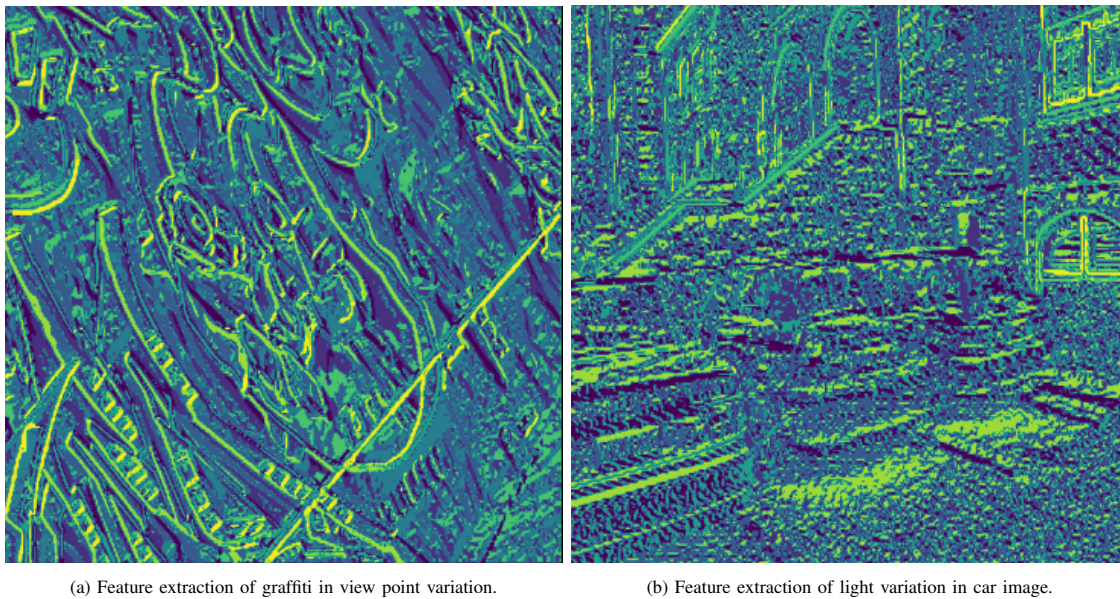 (a) Feature extraction of graffiti in view point variation.
(b) Feature extraction of light variation in car image.